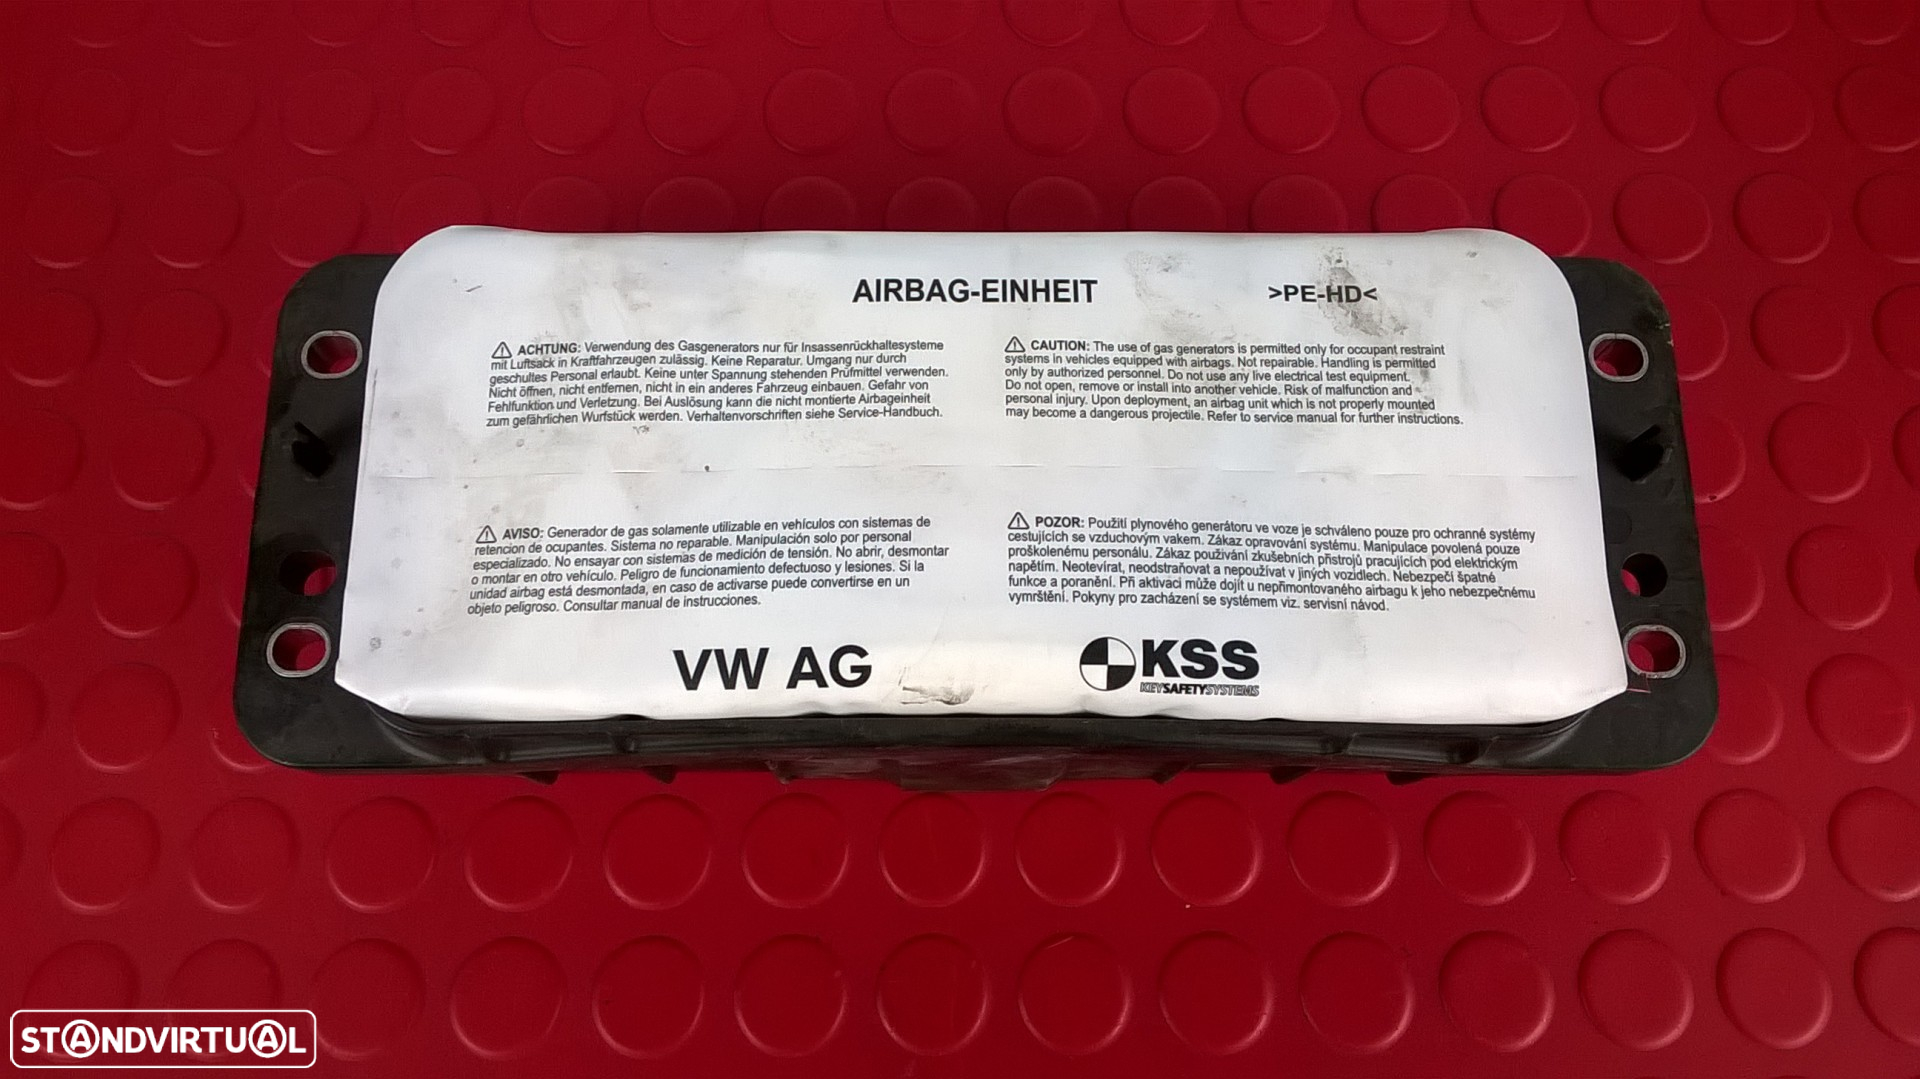 AIRBAG-EINHEIT
>PE-HD<
ACHTUNG: Verwendung des Gasgenerators nur für Insassenrückhaltesysteme
mit Luftsack in Kraftfahrzeugen zulässig. Keine Reparatur. Umgang nur durch
geschultes Personal erlaubt. Keine unter Spannung stehenden Prüfmittel verwenden.
Nicht öffnen, nicht entfernen, nicht in ein anderes Fahrzeug einbauen. Gefahr von
Fehlfunktion und Verletzung. Bei Auslösung kann die nicht montierte Airbageinheit
zum gefährlichen Wurfstück werden. Verhaltenvorschriften siehe Service-Handbuch.
CAUTION: The use of gas generators is permitted only for occupant restraint
systems in vehicles equipped with airbags. Not repairable. Handling is permitted
only by authorized personnel. Do not use any live electrical test equipment.
Do not open, remove or install into another vehicle. Risk of malfunction and
personal injury. Upon deployment, an airbag unit which is not properly mounted
may become a dangerous projectile. Refer to service manual for further instructions.
AVISO: Generador de gas solamente utilizable en vehículos con sistemas de
retencion de ocupantes. Sistema no reparable. Manipulación solo por personal
especializado. No ensayar con sistemas de medición de tensión. No abrir, desmontar
o montar en otro vehículo. Peligro de funcionamiento defectuoso y lesiones. Si la
unidad airbag está desmontada, en caso de activarse puede convertirse en un
objeto peligroso. Consultar manual de instrucciones.
POZOR: Použití plynového generátoru ve voze je schváleno pouze pro ochranné systémy
cestujících se vzduchovým vakem. Zákaz opravování systému. Manipulace povolená pouze
proškolenému personálu. Zákaz používání zkušebních přístrojů pracujících pod elektrickým
napětím. Neotevírat, neodstraňovat a nepoužívat v jiných vozidlech. Nebezpečí špatné
funkce a poranění. Při aktivaci může dojít u nepřimontovaného airbagu k jeho nebezpečnému
vymrštění. Pokyny pro zacházení se systémem viz. servisní návod.
VW AG
KSS
KEYSAFETYSYSTEMS
STANDVIRTUAL